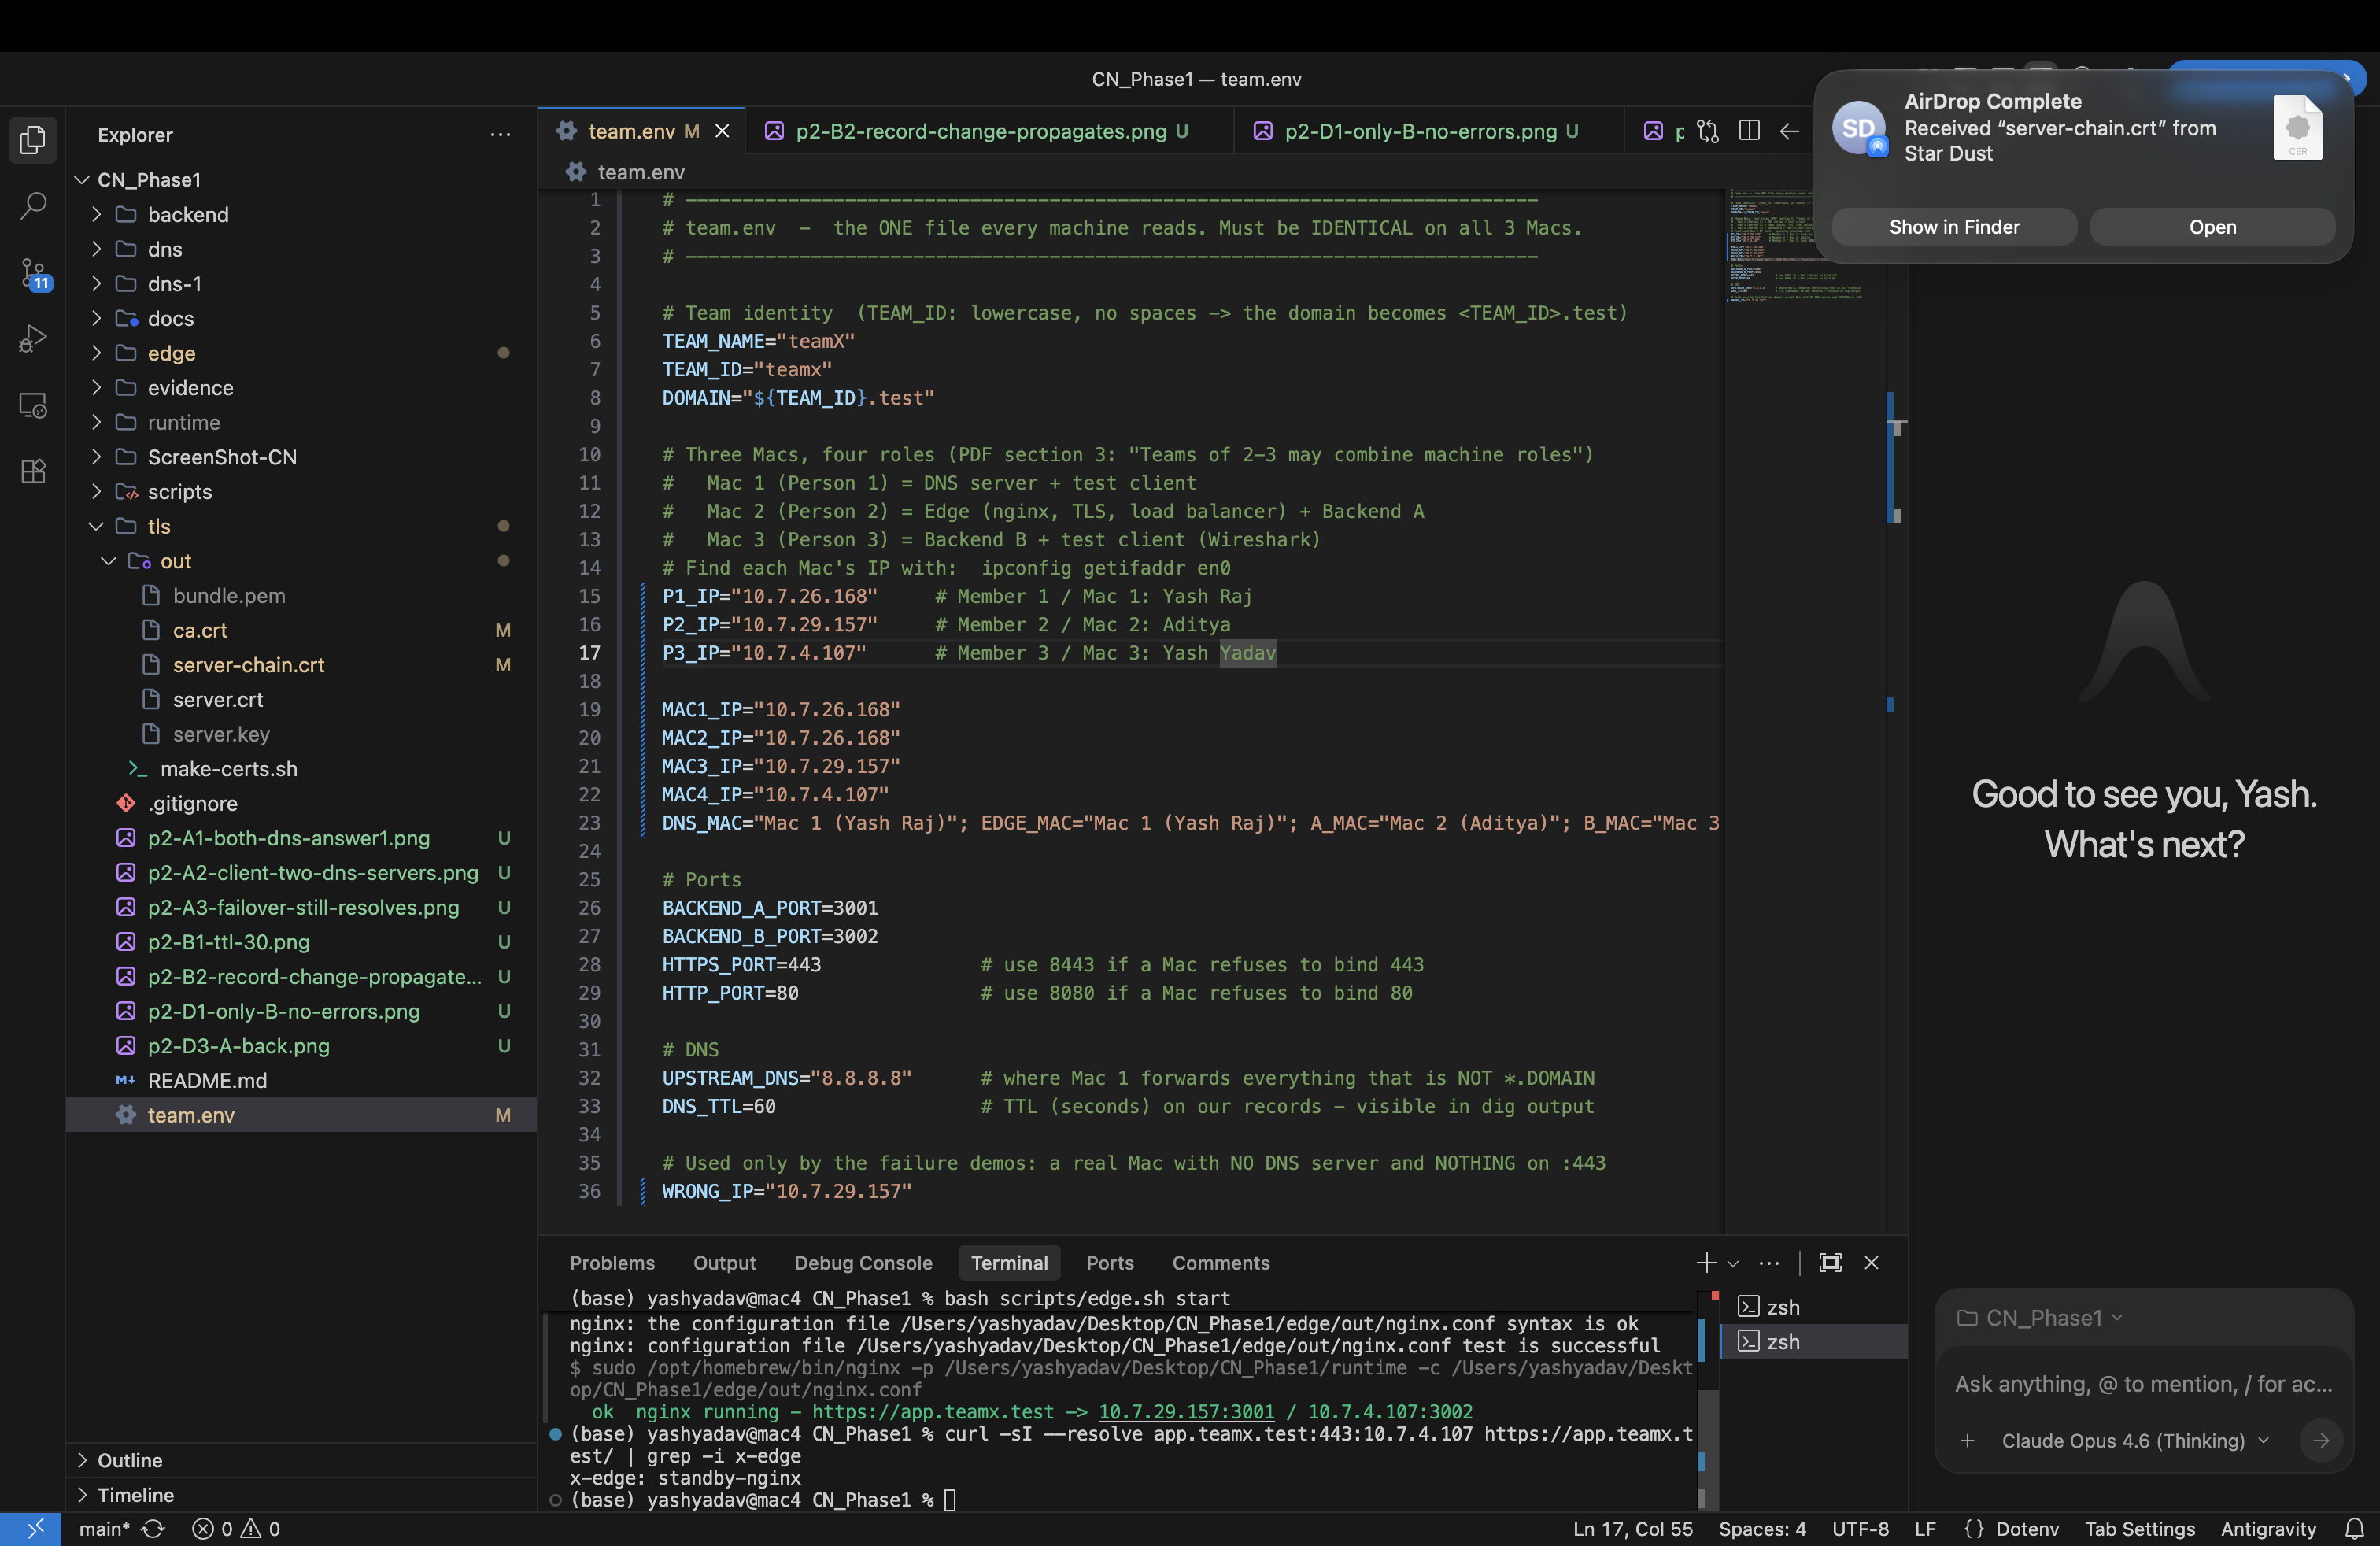 CN_Phase1 — team.env
AirDrop Complete
Received “server-chain.crt” from
Star Dust
SD
CER
Show in Finder
Open
Explorer
CN_Phase1
backend
dns
dns-1
docs
edge
evidence
runtime
ScreenShot-CN
scripts
tls
out
bundle.pem
ca.crt M
server-chain.crt M
server.crt
server.key
make-certs.sh
.gitignore
p2-A1-both-dns-answer1.png U
p2-A2-client-two-dns-servers.png U
p2-A3-failover-still-resolves.png U
p2-B1-ttl-30.png U
p2-B2-record-change-propagate... U
p2-D1-only-B-no-errors.png U
p2-D3-A-back.png U
README.md
team.env M
Outline
Timeline
11
team.env M
p2-B2-record-change-propagates.png U
p2-D1-only-B-no-errors.png U
team.env
1 # ---------------------------------------------------------------------------
2 # team.env - the ONE file every machine reads. Must be IDENTICAL on all 3 Macs.
3 # ---------------------------------------------------------------------------
4
5 # Team identity (TEAM_ID: lowercase, no spaces -> the domain becomes <TEAM_ID>.test)
6 TEAM_NAME="teamX"
7 TEAM_ID="teamx"
8 DOMAIN="${TEAM_ID}.test"
9
10 # Three Macs, four roles (PDF section 3: "Teams of 2-3 may combine machine roles")
11 #   Mac 1 (Person 1) = DNS server + test client
12 #   Mac 2 (Person 2) = Edge (nginx, TLS, load balancer) + Backend A
13 #   Mac 3 (Person 3) = Backend B + test client (Wireshark)
14 # Find each Mac's IP with:  ipconfig getifaddr en0
15 P1_IP="10.7.26.168"     # Member 1 / Mac 1: Yash Raj
16 P2_IP="10.7.29.157"     # Member 2 / Mac 2: Aditya
17 P3_IP="10.7.4.107"      # Member 3 / Mac 3: Yash Yadav
18
19 MAC1_IP="10.7.26.168"
20 MAC2_IP="10.7.26.168"
21 MAC3_IP="10.7.29.157"
22 MAC4_IP="10.7.4.107"
23 DNS_MAC="Mac 1 (Yash Raj)"; EDGE_MAC="Mac 1 (Yash Raj)"; A_MAC="Mac 2 (Aditya)"; B_MAC="Mac 3
24
25 # Ports
26 BACKEND_A_PORT=3001
27 BACKEND_B_PORT=3002
28 HTTPS_PORT=443              # use 8443 if a Mac refuses to bind 443
29 HTTP_PORT=80                # use 8080 if a Mac refuses to bind 80
30
31 # DNS
32 UPSTREAM_DNS="8.8.8.8"      # where Mac 1 forwards everything that is NOT *.DOMAIN
33 DNS_TTL=60                  # TTL (seconds) on our records - visible in dig output
34
35 # Used only by the failure demos: a real Mac with NO DNS server and NOTHING on :443
36 WRONG_IP="10.7.29.157"
Problems Output Debug Console Terminal Ports Comments
(base) yashyadav@mac4 CN_Phase1 % bash scripts/edge.sh start
nginx: the configuration file /Users/yashyadav/Desktop/CN_Phase1/edge/out/nginx.conf syntax is ok
nginx: configuration file /Users/yashyadav/Desktop/CN_Phase1/edge/out/nginx.conf test is successful
$ sudo /opt/homebrew/bin/nginx -p /Users/yashyadav/Desktop/CN_Phase1/runtime -c /Users/yashyadav/Deskt
op/CN_Phase1/edge/out/nginx.conf
ok  nginx running - https://app.teamx.test -> 10.7.29.157:3001 / 10.7.4.107:3002
(base) yashyadav@mac4 CN_Phase1 % curl -sI --resolve app.teamx.test:443:10.7.4.107 https://app.teamx.t
est/ | grep -i x-edge
x-edge: standby-nginx
(base) yashyadav@mac4 CN_Phase1 %
zsh
zsh
Good to see you, Yash.
What's next?
CN_Phase1
Ask anything, @ to mention, / for ac...
Claude Opus 4.6 (Thinking)
main* 0 0
Ln 17, Col 55 Spaces: 4 UTF-8 LF {} Dotenv Tab Settings Antigravity